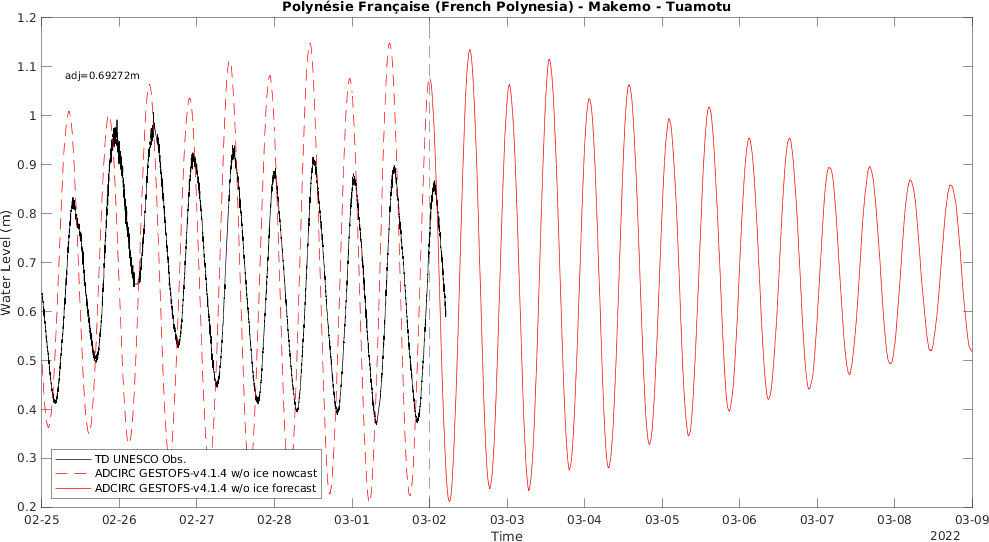 Polynésie Française (French Polynesia) - Makemo - Tuamotu
1.2
1.1
1
0.9
0.8
0.7
0.6
0.5
0.4
0.3
0.2
Water Level (m)
adj=0.69272m
TD UNESCO Obs.
ADCIRC GESTOFS-v4.1.4 w/o ice nowcast
ADCIRC GESTOFS-v4.1.4 w/o ice forecast
02-25 02-26 02-27 02-28 03-01 03-02 03-03 03-04 03-05 03-06 03-07 03-08 03-09
Time
2022